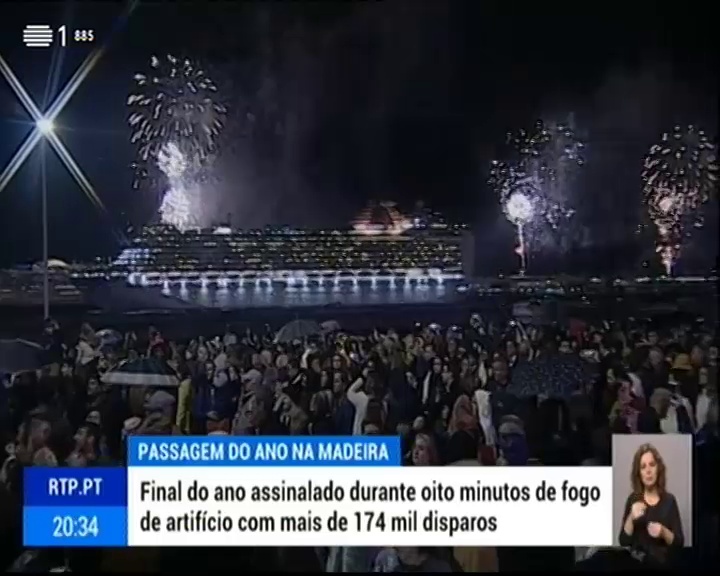 1 885
PASSAGEM DO ANO NA MADEIRA
RTP.PT
20:34
Final do ano assinalado durante oito minutos de fogo
de artifício com mais de 174 mil disparos